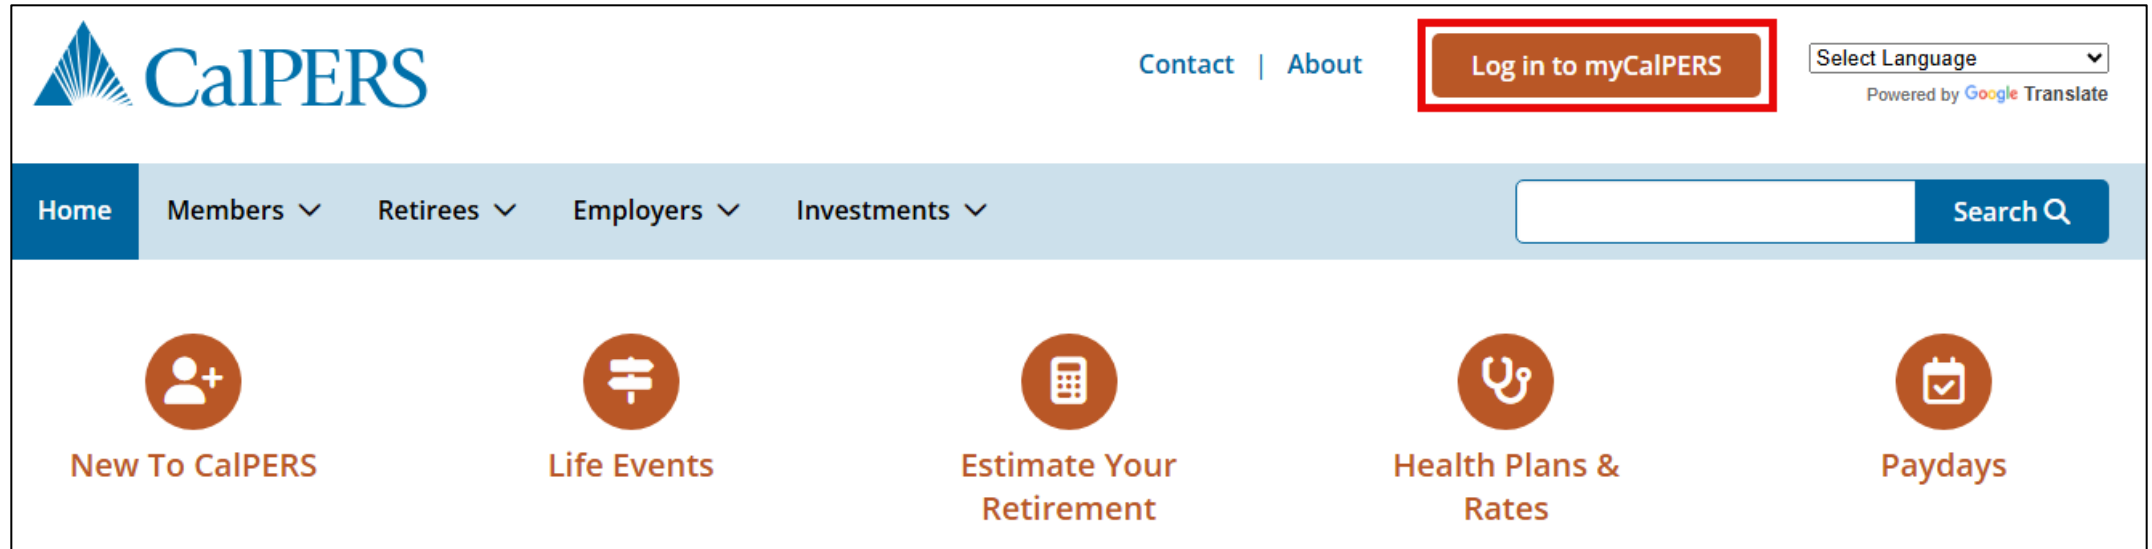 CalPERS
Contact | About
Log in to myCalPERS
Select Language
Powered by Google Translate
Home
Members
Retirees
Employers
Investments
Search
New To CalPERS
Life Events
Estimate Your
Retirement
Health Plans &
Rates
Paydays